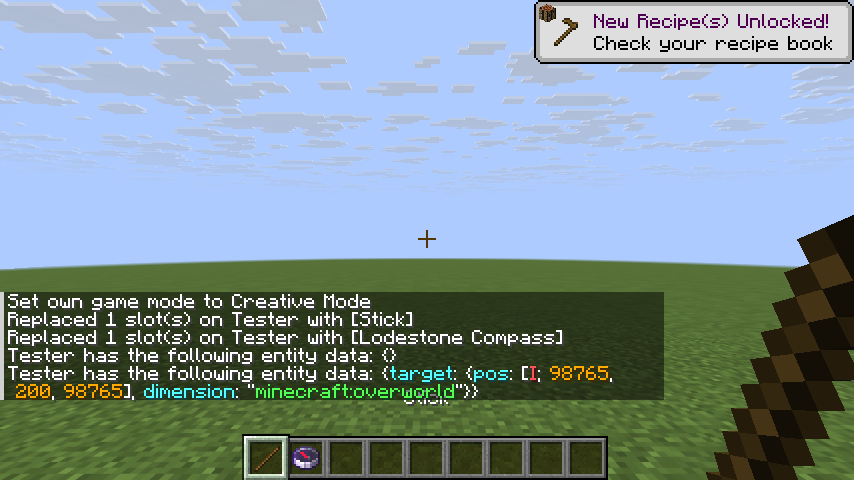 New Recipe(s) Unlocked!
Check your recipe book
Set own game mode to Creative Mode
Replaced 1 slot(s) on Tester with [Stick]
Replaced 1 slot(s) on Tester with [Lodestone Compass]
Tester has the following entity data: {}
Tester has the following entity data: {target: {pos: [I; 98765,
200, 98765], dimension: "minecraft:overworld"}}
Stick